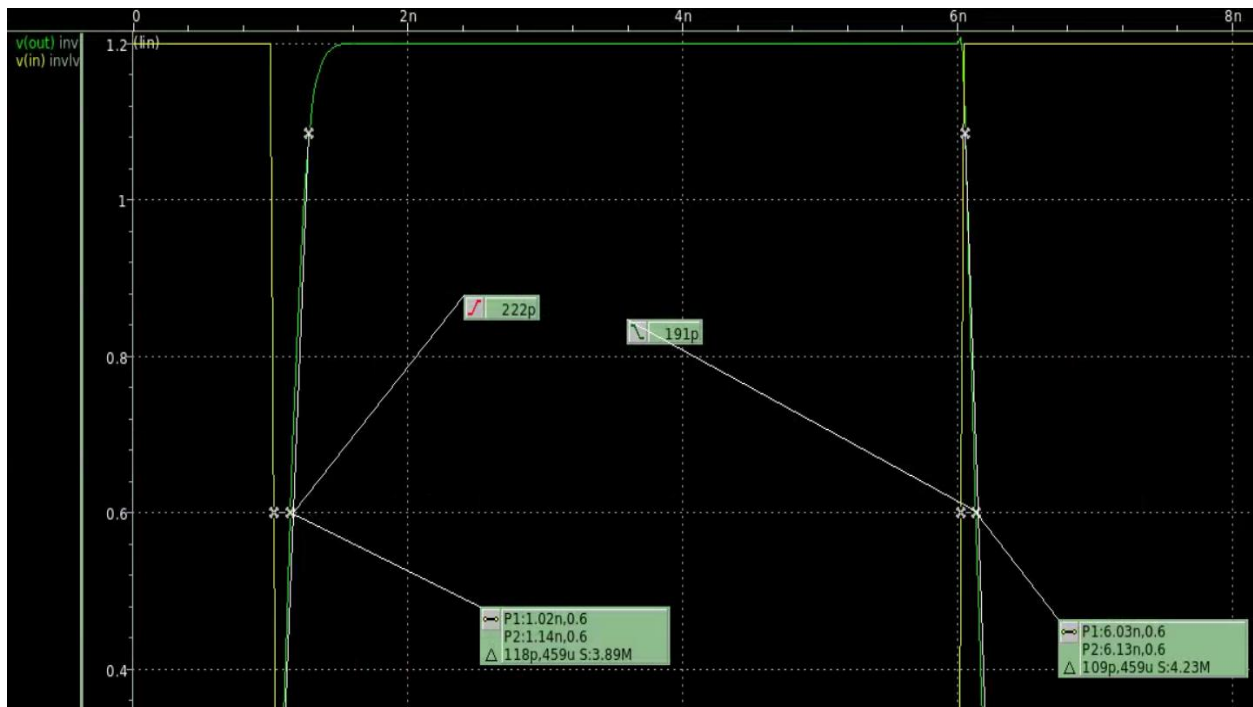 0 2n 4n 6n 8n
v(out) inv
v(in) invlv
1.2 (lin)
1
222p
191p
0.8
0.6
P1:1.02n,0.6
P2:1.14n,0.6
△ 118p,459u S:3.89M
P1:6.03n,0.6
P2:6.13n,0.6
△ 109p,459u S:4.23M
0.4